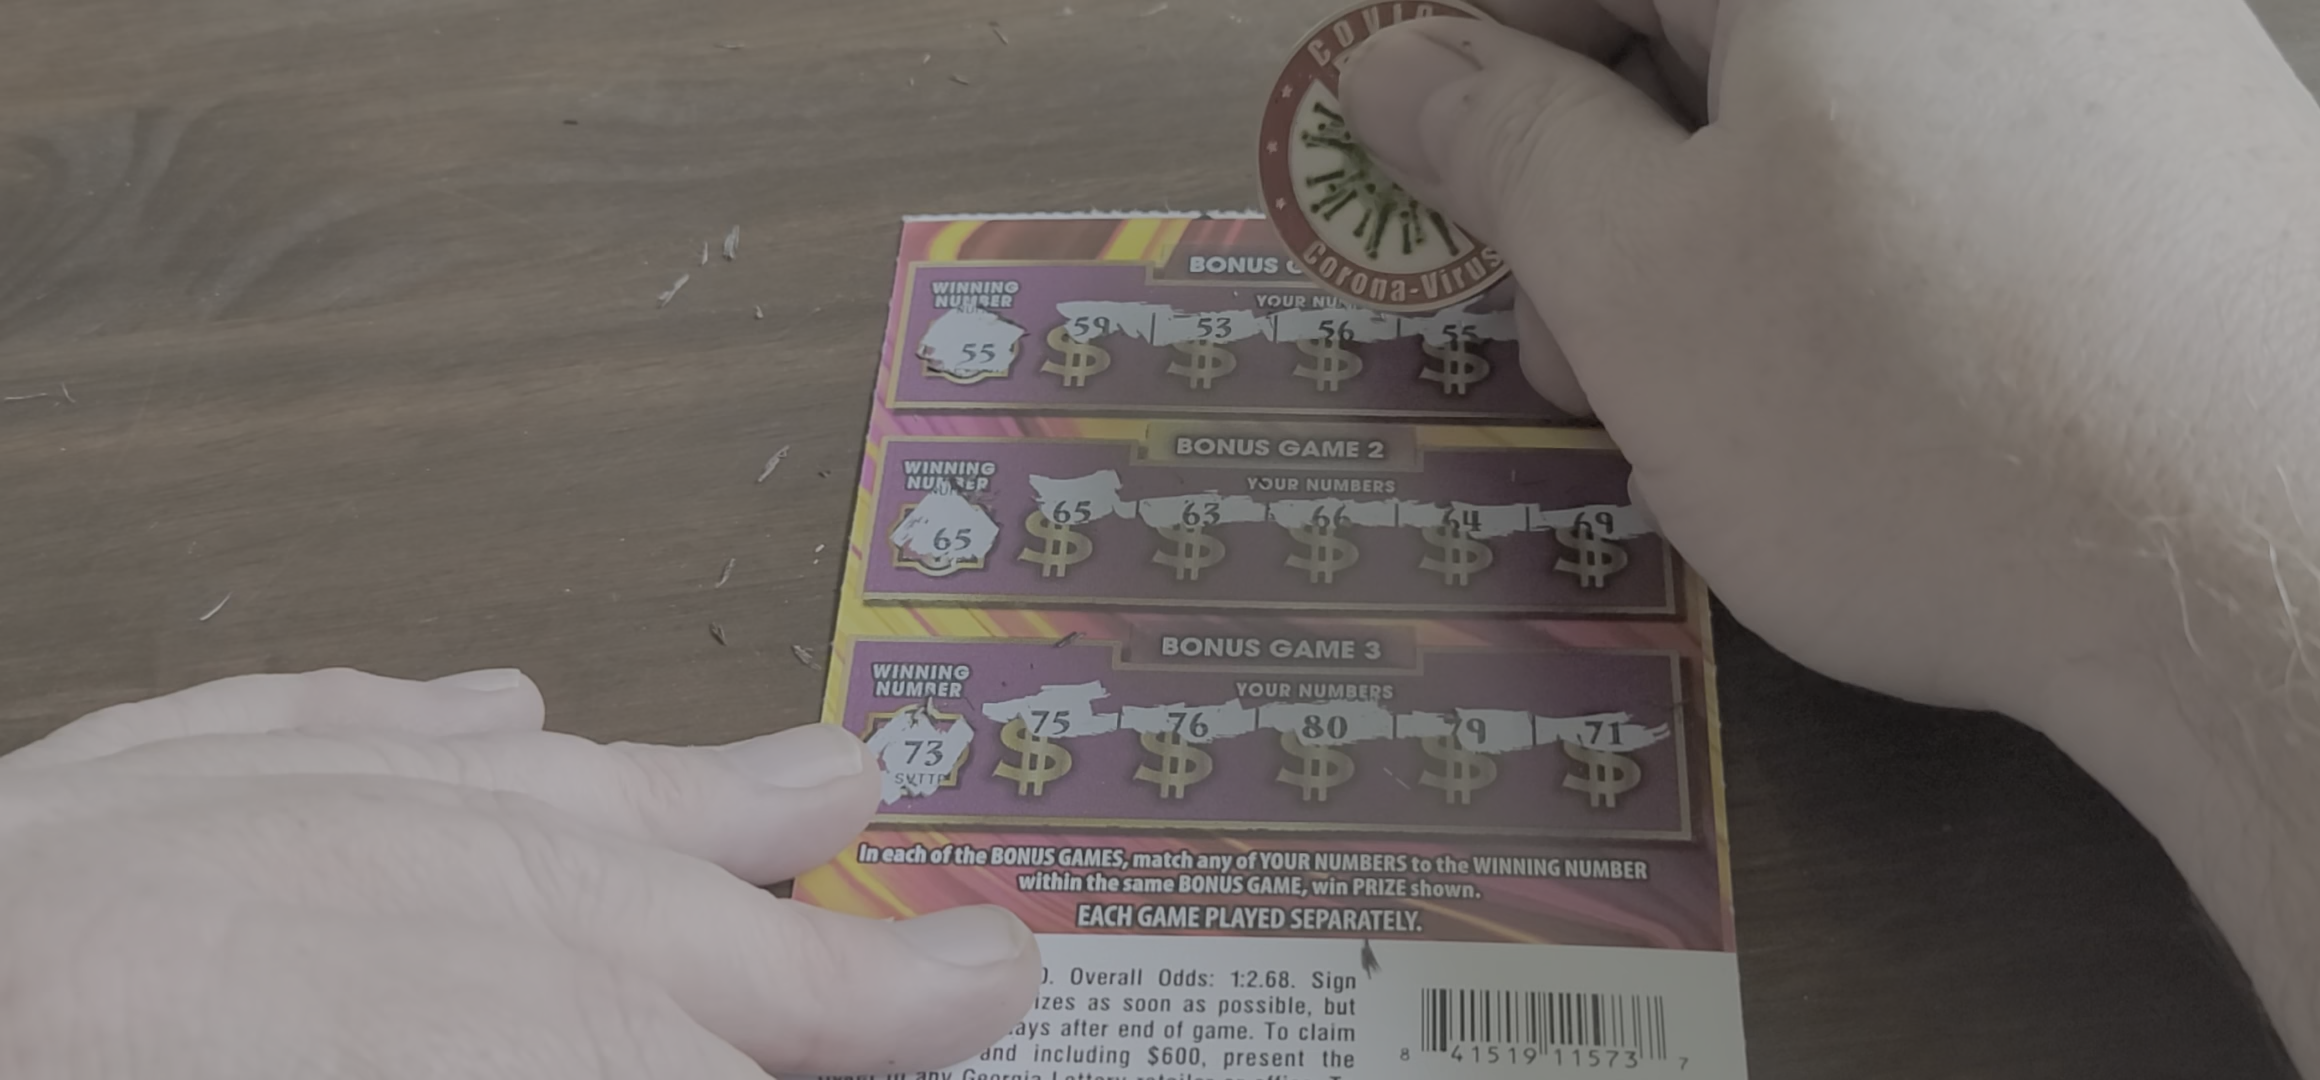 COVID
Corona-Virus
BONUS
WINNING
NUMBER
YOUR
55
59
53
56
55
BONUS GAME 2
WINNING
NUMBER
YOUR NUMBERS
65
65
63
66
64
69
BONUS GAME 3
WINNING
NUMBER
YOUR NUMBERS
73
75
76
80
79
71
In each of the BONUS GAMES, match any of YOUR NUMBERS to the WINNING NUMBER
within the same BONUS GAME, win PRIZE shown.
EACH GAME PLAYED SEPARATELY.
Overall Odds: 1:2.68. Sign
as soon as possible, but
after end of game. To claim
and including $600, present the
any Georgia Lottery
8 41519 11573 7